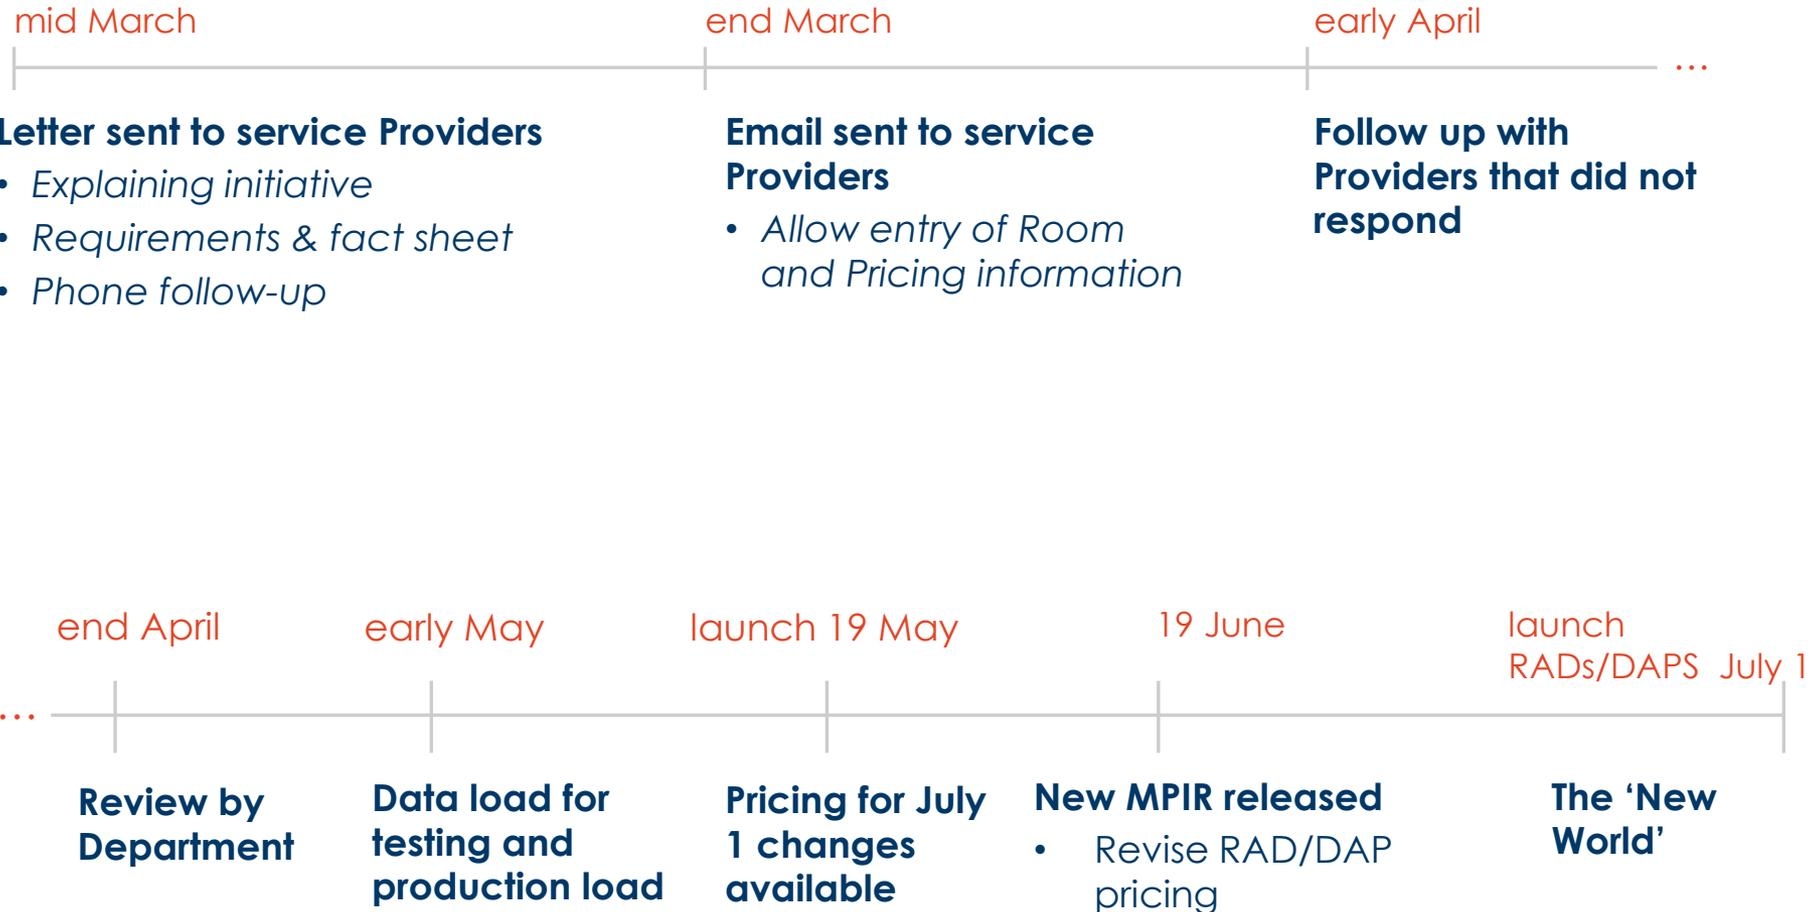 mid March
end March
early April
...
Letter sent to service Providers
• Explaining initiative
• Requirements & fact sheet
• Phone follow-up
Email sent to service
Providers
• Allow entry of Room
and Pricing information
Follow up with
Providers that did not
respond
end April
early May
launch 19 May
19 June
launch
RADs/DAPS July 1
...
Review by
Department
Data load for
testing and
production load
Pricing for July
1 changes
available
New MPIR released
• Revise RAD/DAP
pricing
The ‘New
World’